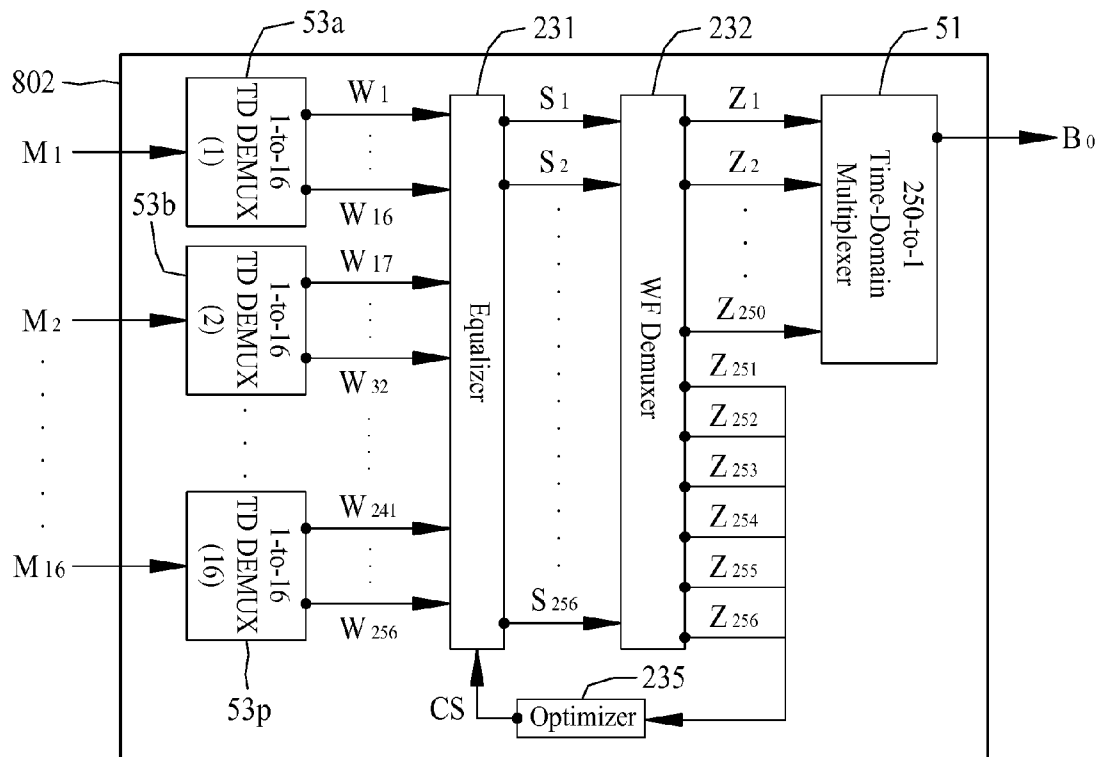 53a
231
232
51
802
M1
1-to-16
TD DEMUX
(1)
W1
W16
S1
S2
Z1
Z2
250-to-1
Time-Domain
Multiplexer
B0
53b
M2
1-to-16
TD DEMUX
(2)
W17
W32
Equalizer
WF Demuxer
Z250
Z251
Z252
Z253
Z254
Z255
Z256
M16
1-to-16
TD DEMUX
(16)
W241
W256
S256
53p
CS
Optimizer
235